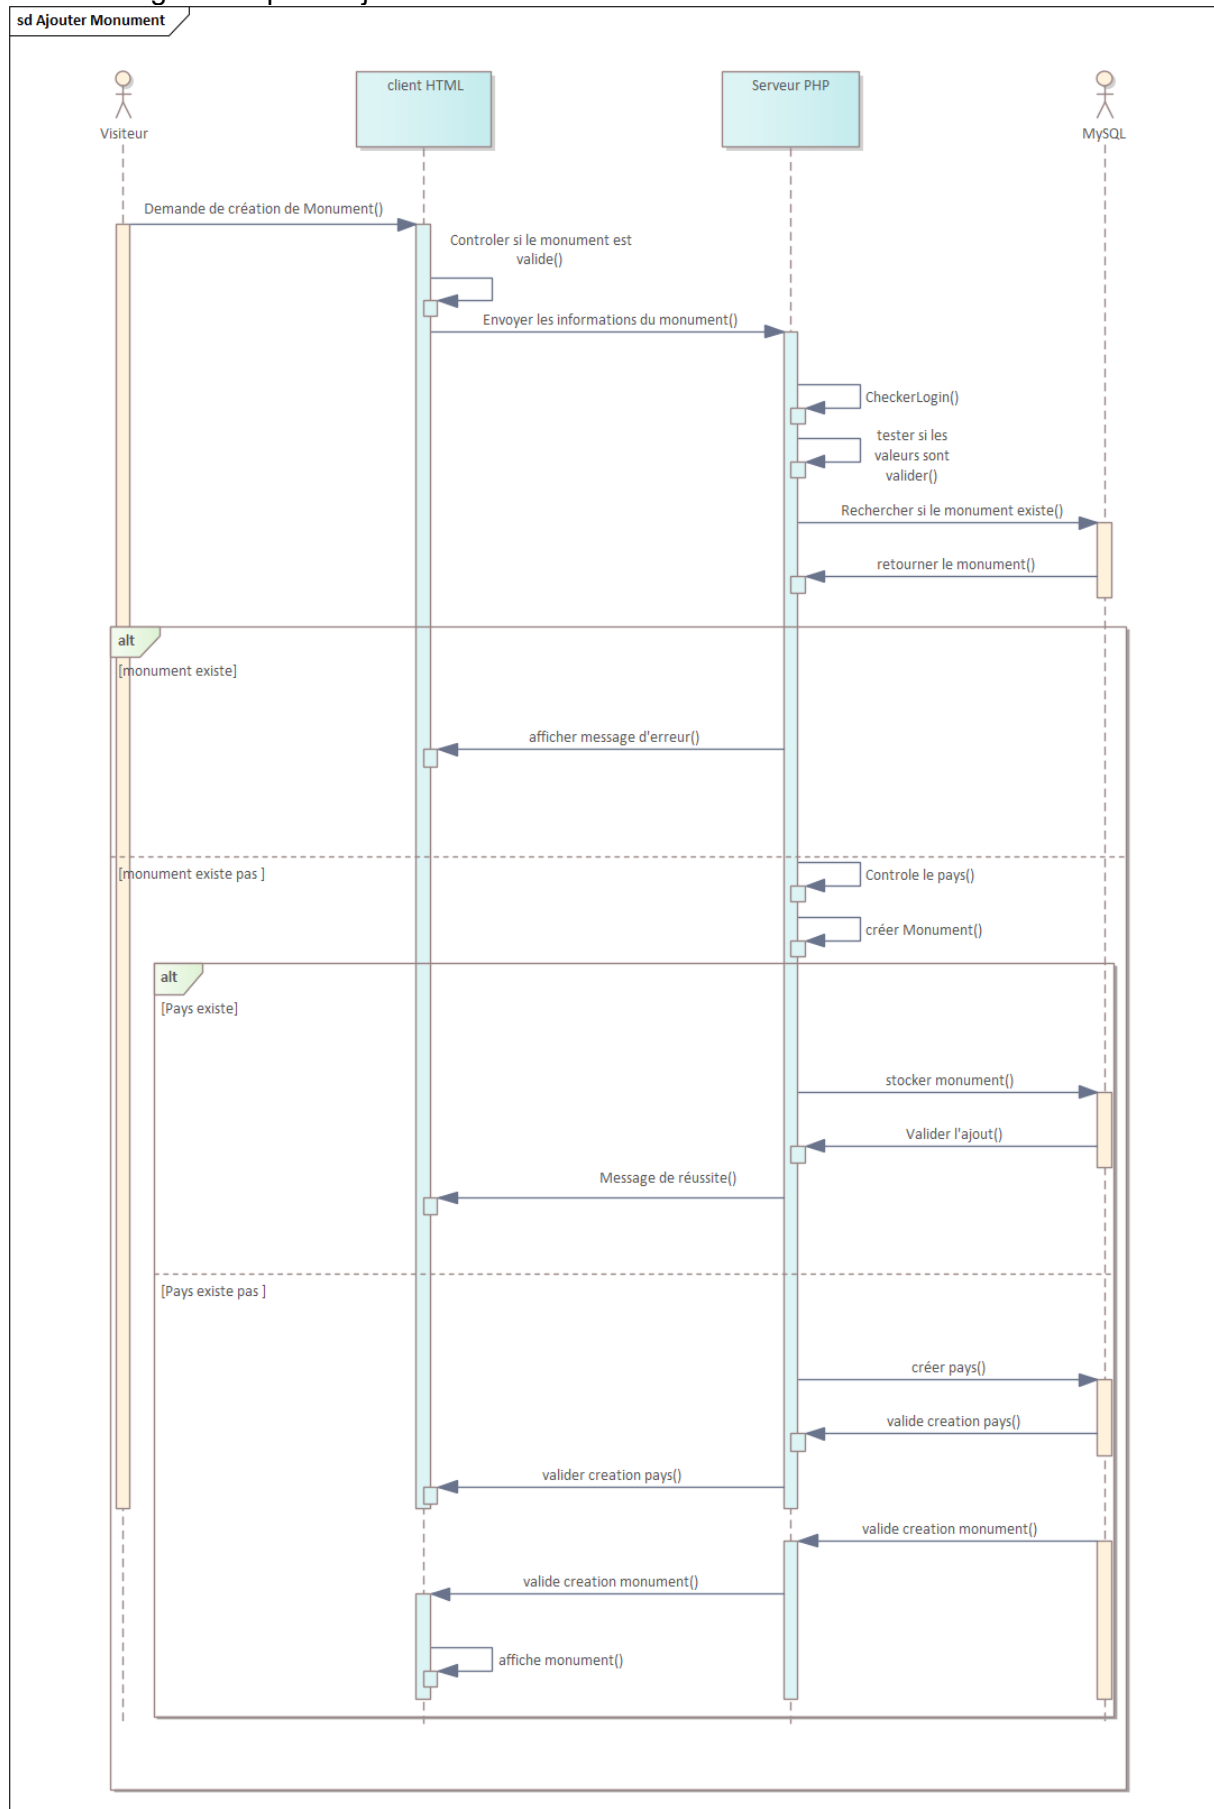 sd Ajouter Monument
client HTML
Serveur PHP
Visiteur
MySQL
Demande de création de Monument()
Controler si le monument est
valide()
Envoyer les informations du monument()
CheckerLogin()
tester si les
valeurs sont
valider()
Rechercher si le monument existe()
retourner le monument()
alt
[monument existe]
afficher message d'erreur()
[monument existe pas ]
Controle le pays()
créer Monument()
alt
[Pays existe]
stocker monument()
Valider l'ajout()
Message de réussite()
[Pays existe pas ]
créer pays()
valide creation pays()
valider creation pays()
valide creation monument()
valide creation monument()
affiche monument()